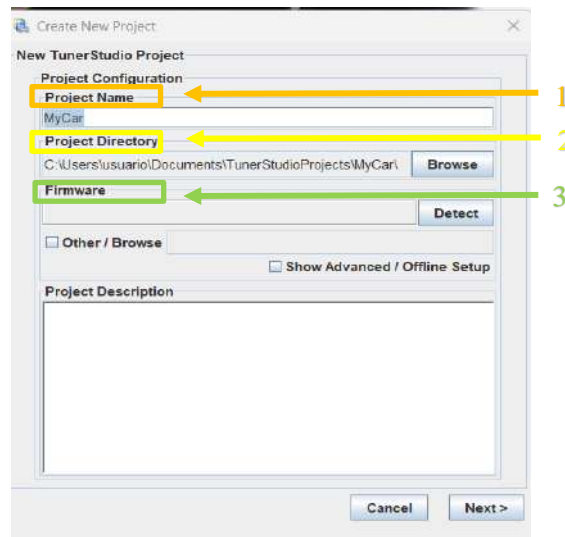 Create New Project
New TunerStudio Project
Project Configuration
Project Name
1
MyCar
Project Directory
2
C:\Users\usuario\Documents\TunerStudioProjects\MyCar\ Browse
Firmware
3
Detect
Other / Browse
Show Advanced / Offline Setup
Project Description
Cancel Next >